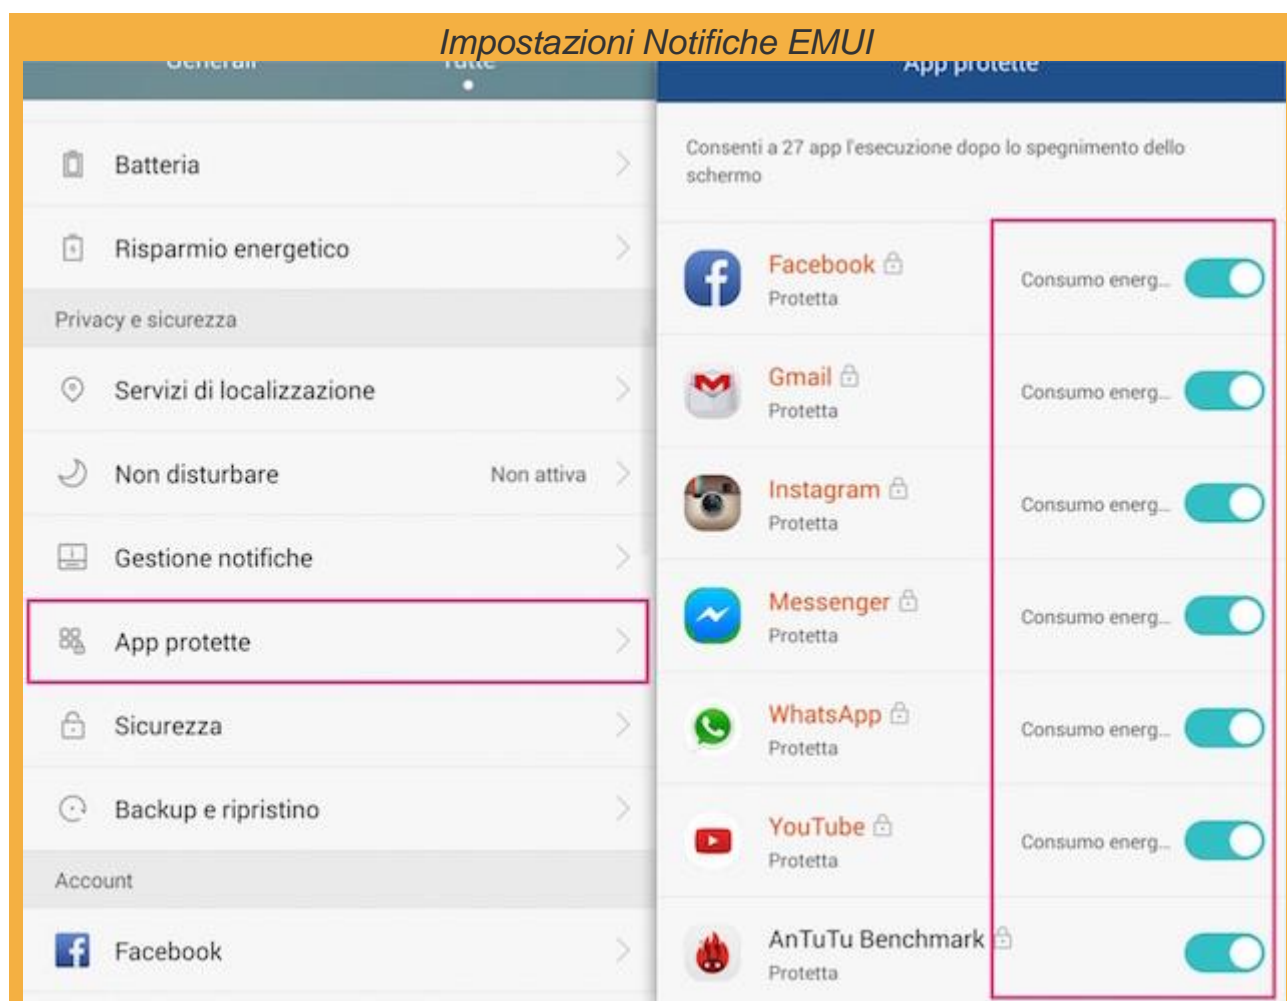 Impostazioni Notifiche EMUI
Generali Tutte
Batteria
Risparmio energetico
Privacy e sicurezza
Servizi di localizzazione
Non disturbare Non attiva
Gestione notifiche
App protette
Sicurezza
Backup e ripristino
Account
Facebook
App protette
Consenti a 27 app l'esecuzione dopo lo spegnimento dello
schermo
Facebook
Consumo energ...
Protetta
Gmail
Consumo energ...
Protetta
Instagram
Consumo energ...
Protetta
Messenger
Consumo energ...
Protetta
WhatsApp
Consumo energ...
Protetta
YouTube
Consumo energ...
Protetta
AnTuTu Benchmark
Protetta